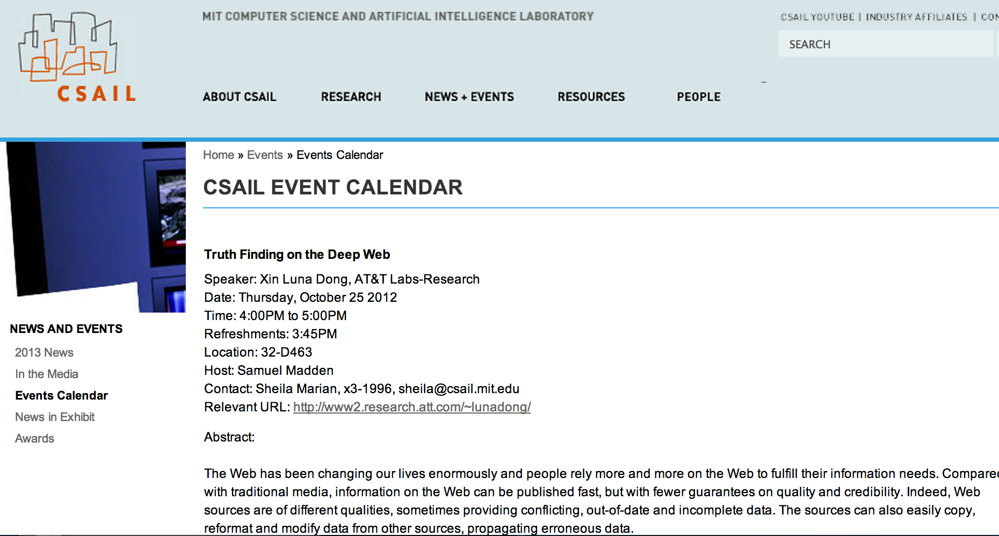 MIT COMPUTER SCIENCE AND ARTIFICIAL INTELLIGENCE LABORATORY
CSAIL YOUTUBE | INDUSTRY AFFILIATES |
SEARCH
CSAIL
ABOUT CSAIL RESEARCH NEWS + EVENTS RESOURCES PEOPLE
Home » Events » Events Calendar
CSAIL EVENT CALENDAR
Truth Finding on the Deep Web
Speaker: Xin Luna Dong, AT&T Labs-Research
Date: Thursday, October 25 2012
Time: 4:00PM to 5:00PM
Refreshments: 3:45PM
Location: 32-D463
Host: Samuel Madden
Contact: Sheila Marian, x3-1996, sheila@csail.mit.edu
Relevant URL: http://www2.research.att.com/~lunadong/
Abstract:
The Web has been changing our lives enormously and people rely more and more on the Web to fulfill their information needs. Compared
with traditional media, information on the Web can be published fast, but with fewer guarantees on quality and credibility. Indeed, Web
sources are of different qualities, sometimes providing conflicting, out-of-date and incomplete data. The sources can also easily copy,
reformat and modify data from other sources, propagating erroneous data.
NEWS AND EVENTS
2013 News
In the Media
Events Calendar
News in Exhibit
Awards